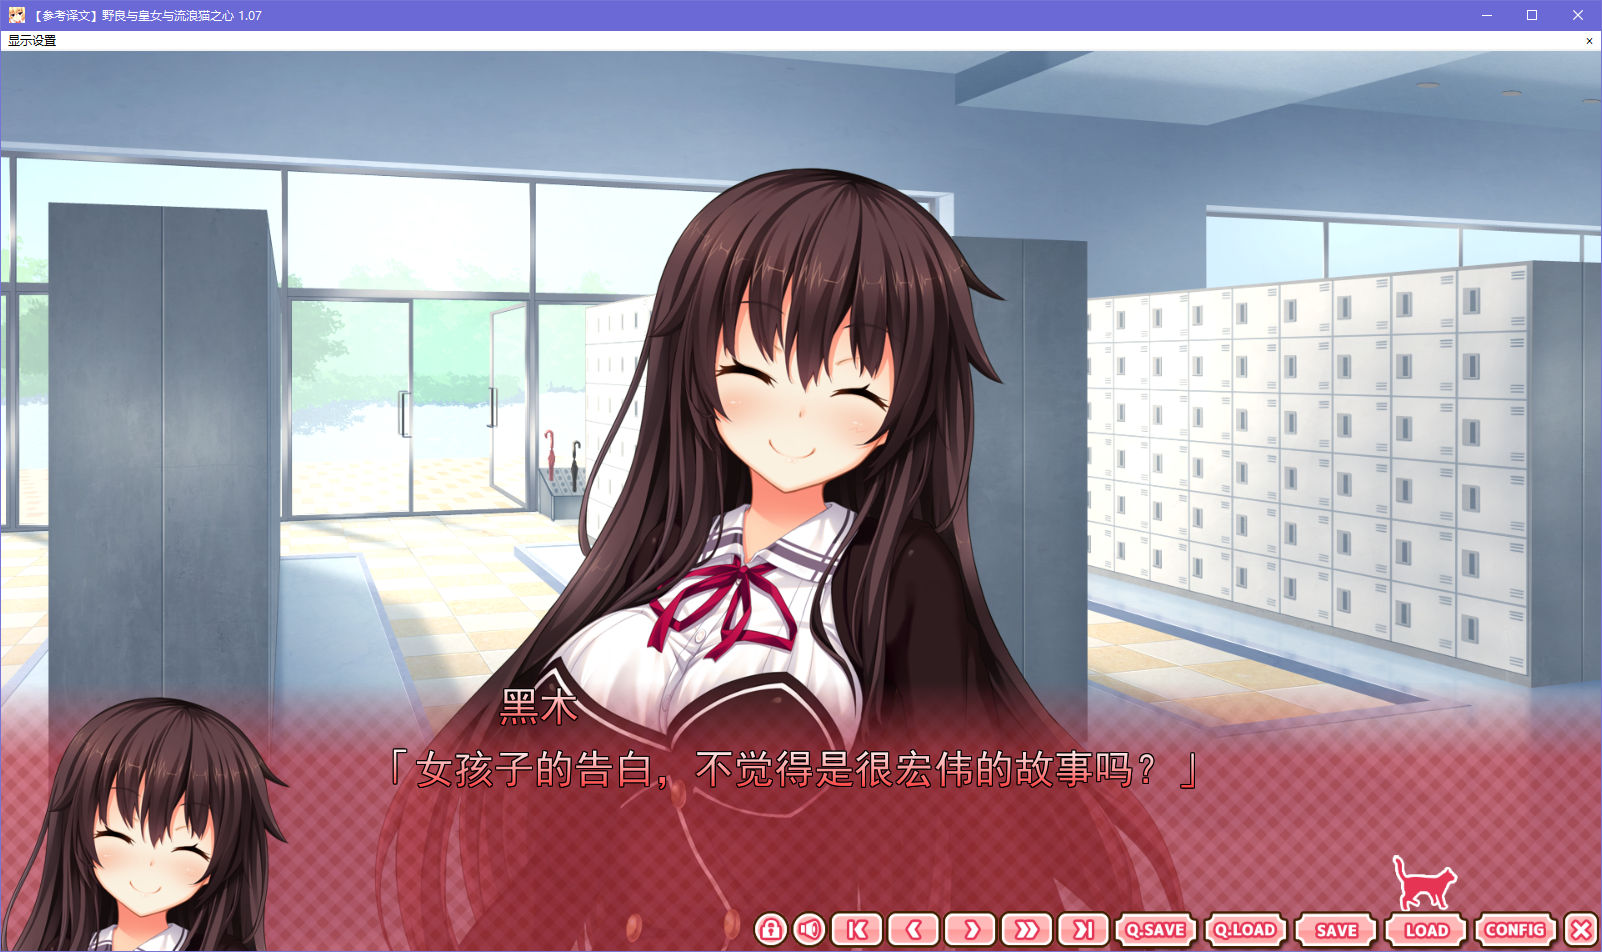 【参考译文】野良与皇女与流浪猫之心 1.07
显示设置
黑木
「女孩子的告白，不觉得是很宏伟的故事吗？」
Q.SAVE Q.LOAD SAVE LOAD CONFIG